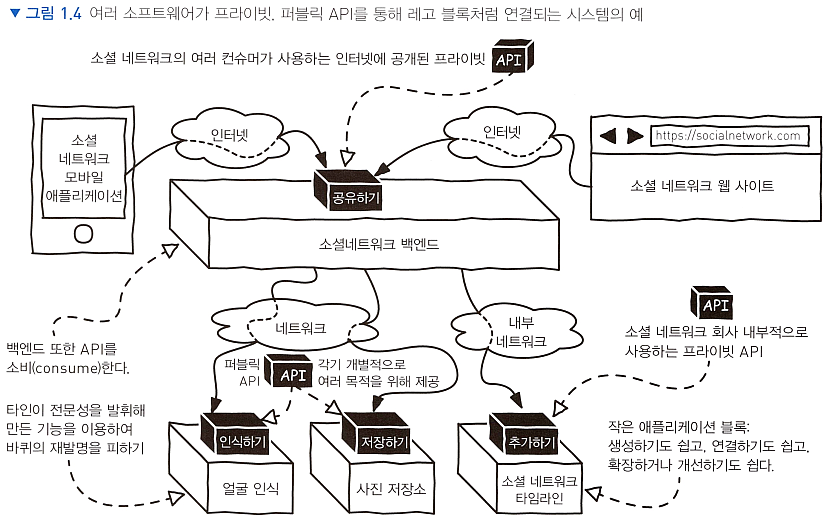 ▼ 그림 1.4 여러 소프트웨어가 프라이빗, 퍼블릭 API를 통해 레고 블록처럼 연결되는 시스템의 예
소셜 네트워크의 여러 컨슈머가 사용하는 인터넷에 공개된 프라이빗 API
소셜
네트워크
모바일
애플리케이션
인터넷
인터넷
https://socialnetwork.com
소셜 네트워크 웹 사이트
공유하기
소셜네트워크 백엔드
네트워크
내부
네트워크
API
소셜 네트워크 회사 내부적으로
사용하는 프라이빗 API
백엔드 또한 API를
소비(consume)한다.
퍼블릭
API
API
각기 개별적으로
여러 목적을 위해 제공
타인이 전문성을 발휘해
만든 기능을 이용하여
바퀴의 재발명을 피하기
인식하기
얼굴 인식
저장하기
사진 저장소
추가하기
소셜 네트워크
타임라인
작은 애플리케이션 블록:
생성하기도 쉽고, 연결하기도 쉽고,
확장하거나 개선하기도 쉽다.